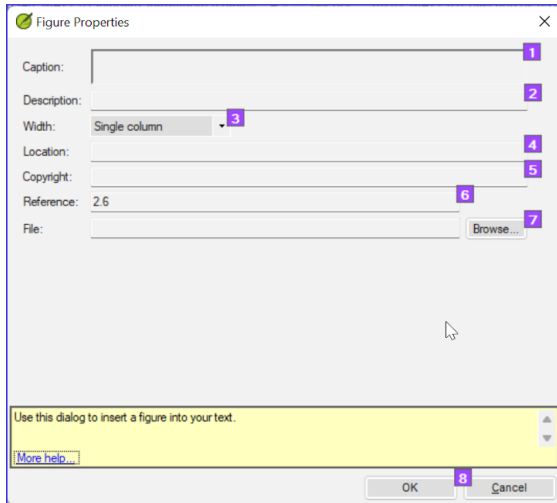 Figure Properties
1
Caption:
Description: 2
Width: Single column 3
Location: 4
Copyright: 5
Reference: 2.6 6
File: Browse... 7
Use this dialog to insert a figure into your text.
More help...
OK 8 Cancel